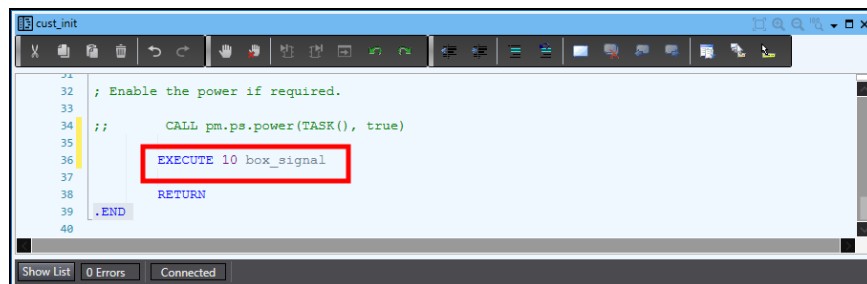 cust_init
31
32 ; Enable the power if required.
33
34 ;; CALL pm.ps.power(TASK(), true)
35
36 EXECUTE 10 box_signal
37
38 RETURN
39 .END
40
Show List 0 Errors Connected